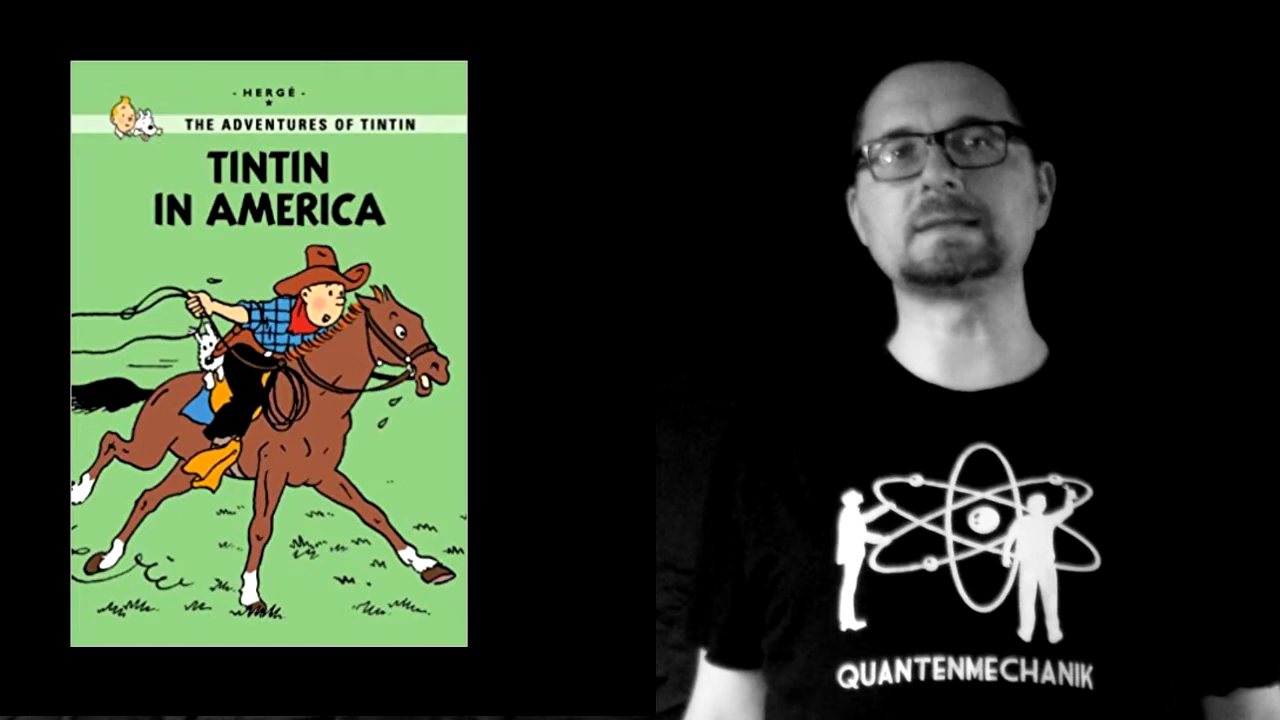 - HERGÉ -
THE ADVENTURES OF TINTIN
TINTIN
IN AMERICA
QUANTENMECHANIK